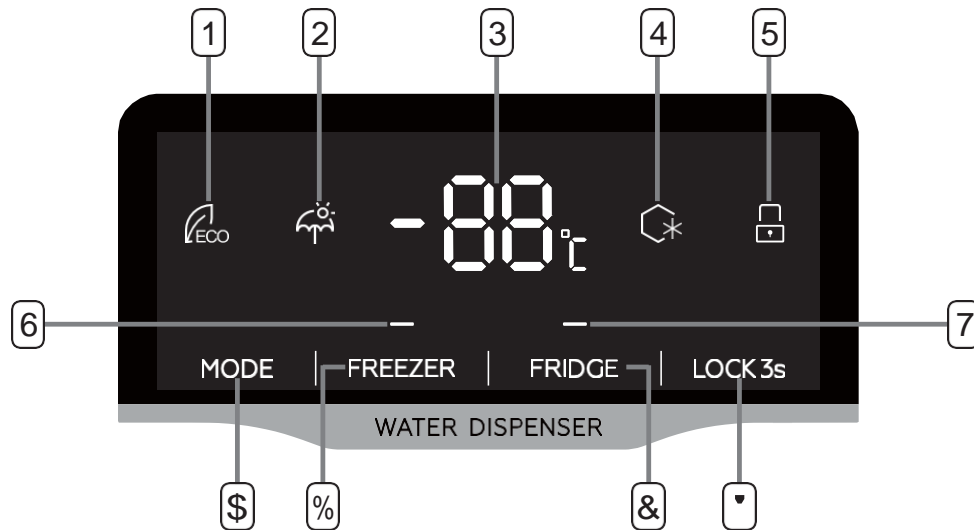 1 2 3 4 5
ECO
-88°C
6 7
MODE FREEZER FRIDGE LOCK 3s
WATER DISPENSER
$ % & '